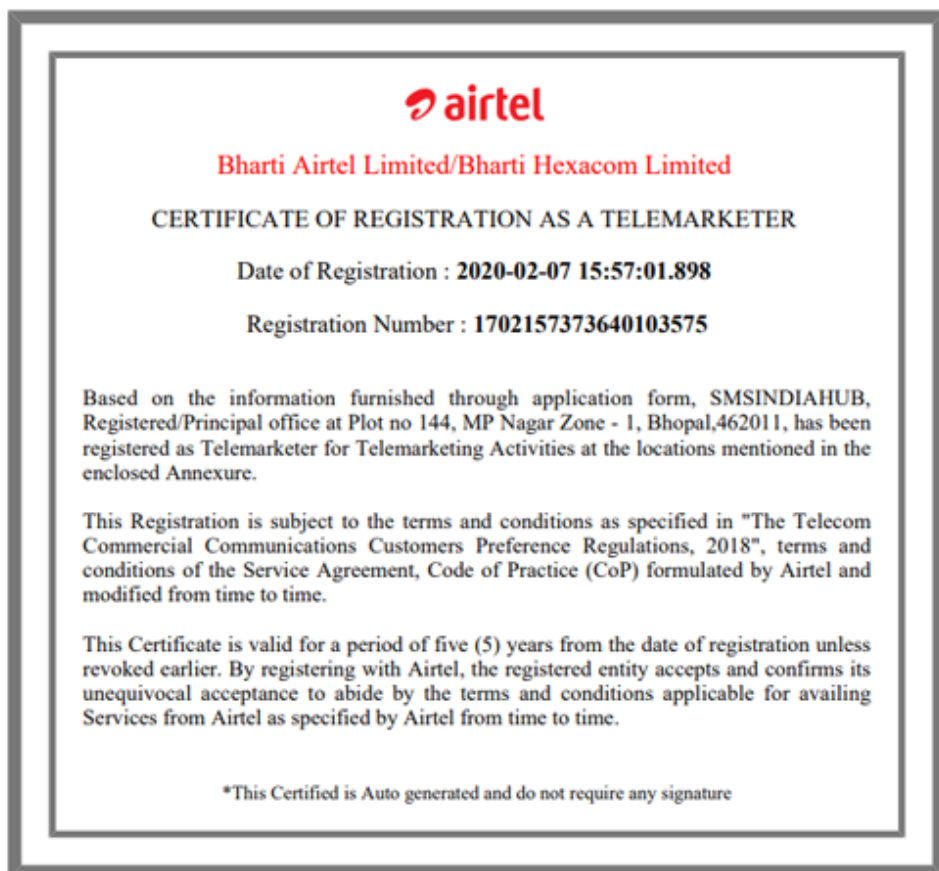 airtel
Bharti Airtel Limited/Bharti Hexacom Limited
CERTIFICATE OF REGISTRATION AS A TELEMARKETER
Date of Registration : 2020-02-07 15:57:01.898
Registration Number : 1702157373640103575
Based on the information furnished through application form, SMSINDIAHUB,
Registered/Principal office at Plot no 144, MP Nagar Zone - 1, Bhopal,462011, has been
registered as Telemarketer for Telemarketing Activities at the locations mentioned in the
enclosed Annexure.
This Registration is subject to the terms and conditions as specified in "The Telecom
Commercial Communications Customers Preference Regulations, 2018", terms and
conditions of the Service Agreement, Code of Practice (CoP) formulated by Airtel and
modified from time to time.
This Certificate is valid for a period of five (5) years from the date of registration unless
revoked earlier. By registering with Airtel, the registered entity accepts and confirms its
unequivocal acceptance to abide by the terms and conditions applicable for availing
Services from Airtel as specified by Airtel from time to time.
*This Certified is Auto generated and do not require any signature